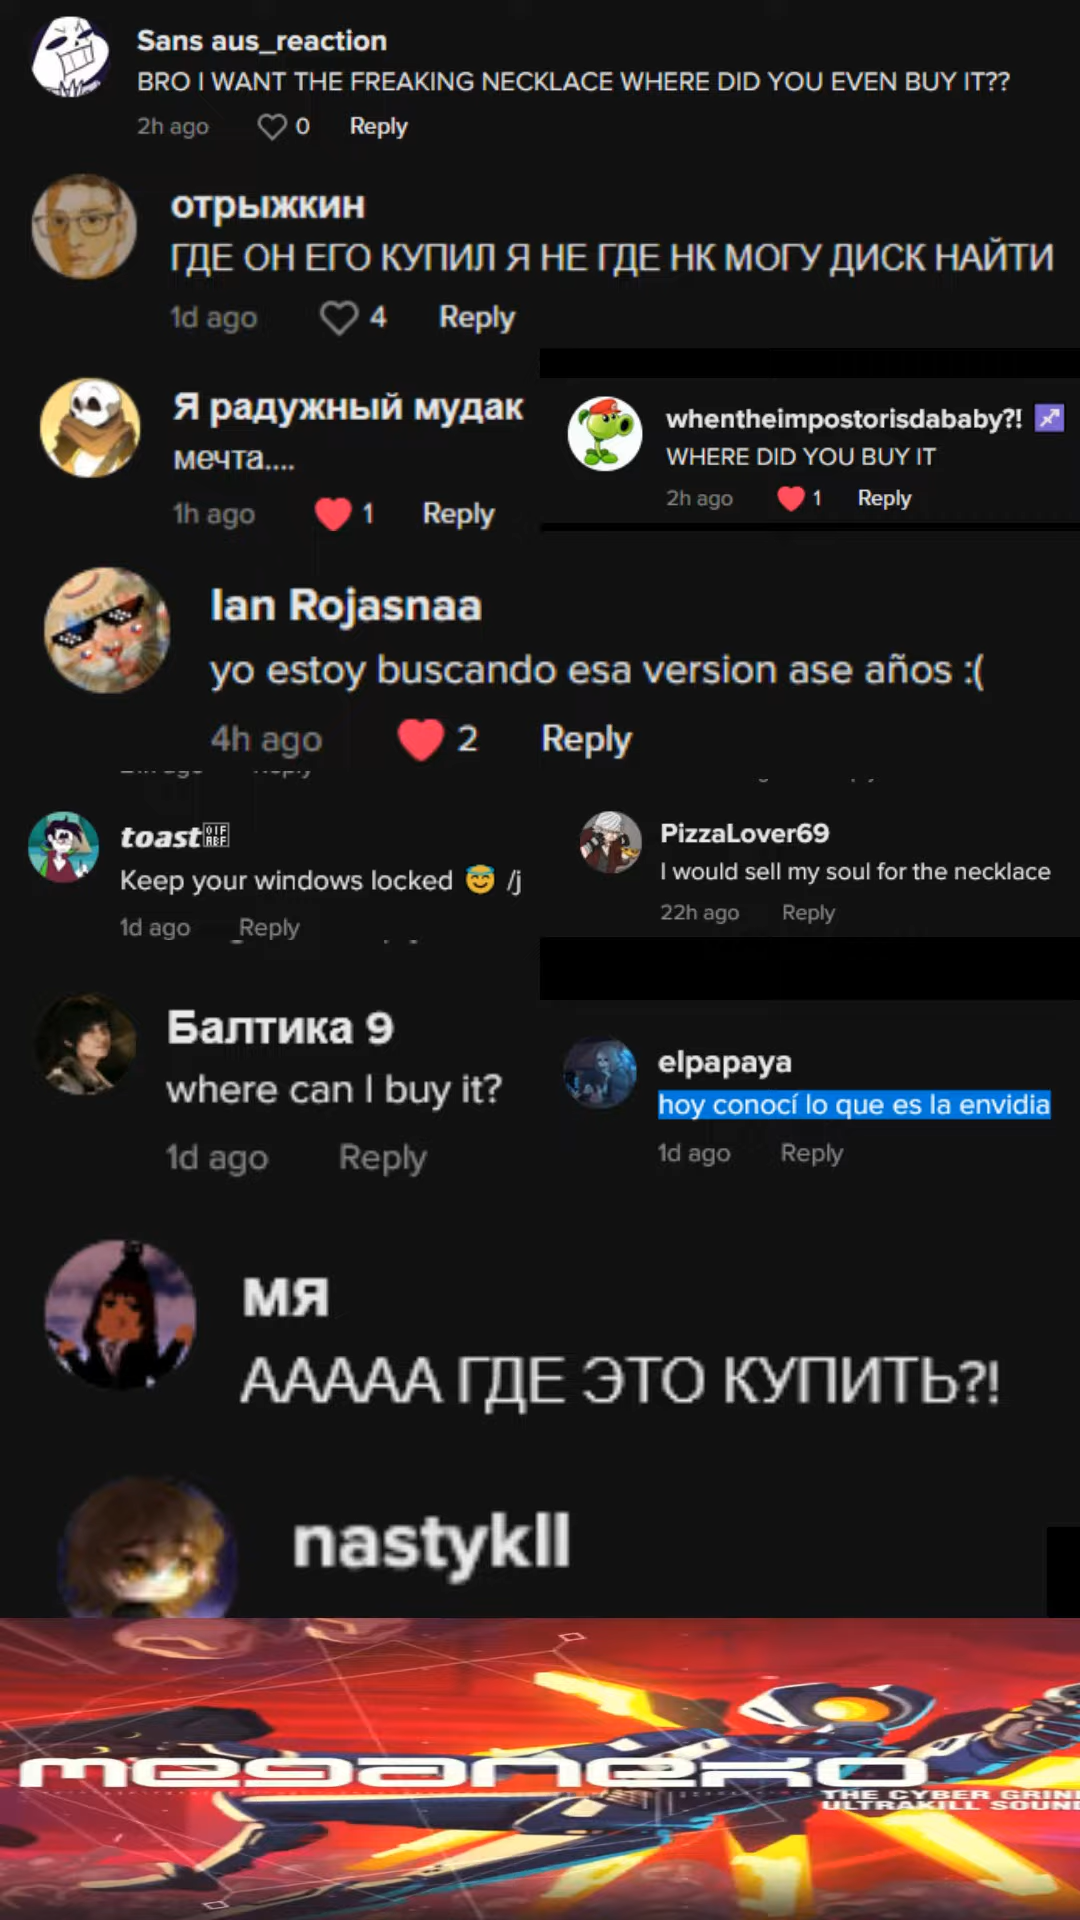 Sans aus_reaction
BRO I WANT THE FREAKING NECKLACE WHERE DID YOU EVEN BUY IT??
2h ago 0 Reply
отрыжкин
ГДЕ ОН ЕГО КУПИЛ Я НЕ ГДЕ НК МОГУ ДИСК НАЙТИ
1d ago 4 Reply
Я радужный мудак
мечта....
1h ago 1 Reply
whentheimpostorisdababy?! ♐
WHERE DID YOU BUY IT
2h ago 1 Reply
Ian Rojasnaa
yo estoy buscando esa version ase años :(
4h ago 2 Reply
toast
Keep your windows locked 😇 /j
1d ago Reply
PizzaLover69
I would sell my soul for the necklace
22h ago Reply
Балтика 9
where can I buy it?
1d ago Reply
elpapaya
hoy conocí lo que es la envidia
1d ago Reply
мя
ААААА ГДЕ ЭТО КУПИТЬ?!
nastykll
meganeko
THE CYBER GRIND
ULTRAKILL SOUN